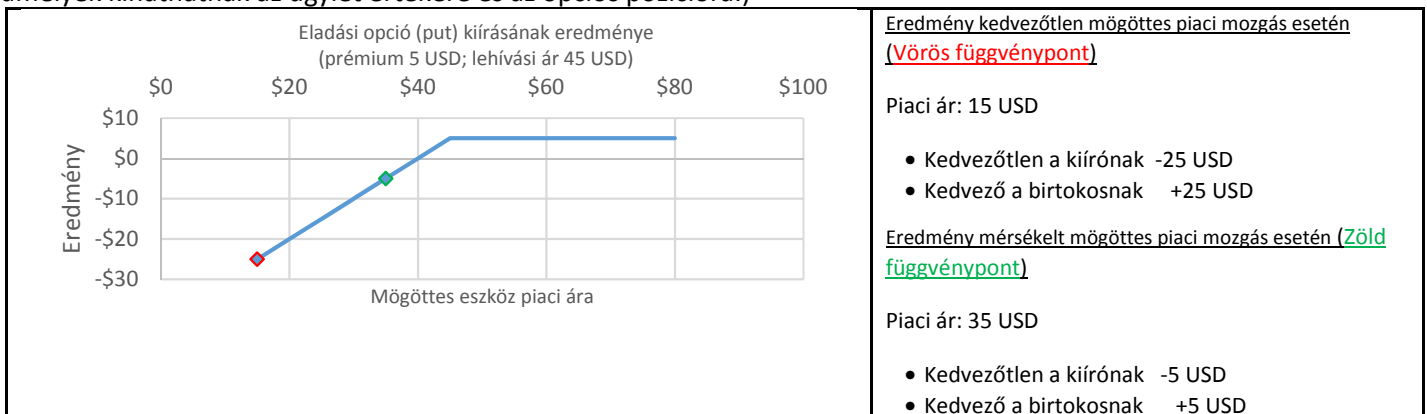 Eladási opció (put) kiírásának eredménye
(prémium 5 USD; lehívási ár 45 USD)
$0 $20 $40 $60 $80 $100
$10
$0
-$10
-$20
-$30
Eredmény
Mögöttes eszköz piaci ára
Eredmény kedvezőtlen mögöttes piaci mozgás esetén
(Vörös függvénypont)
Piaci ár: 15 USD
• Kedvezőtlen a kiírónak -25 USD
• Kedvező a birtokosnak +25 USD
Eredmény mérsékelt mögöttes piaci mozgás esetén (Zöld
függvénypont)
Piaci ár: 35 USD
• Kedvezőtlen a kiírónak -5 USD
• Kedvező a birtokosnak +5 USD